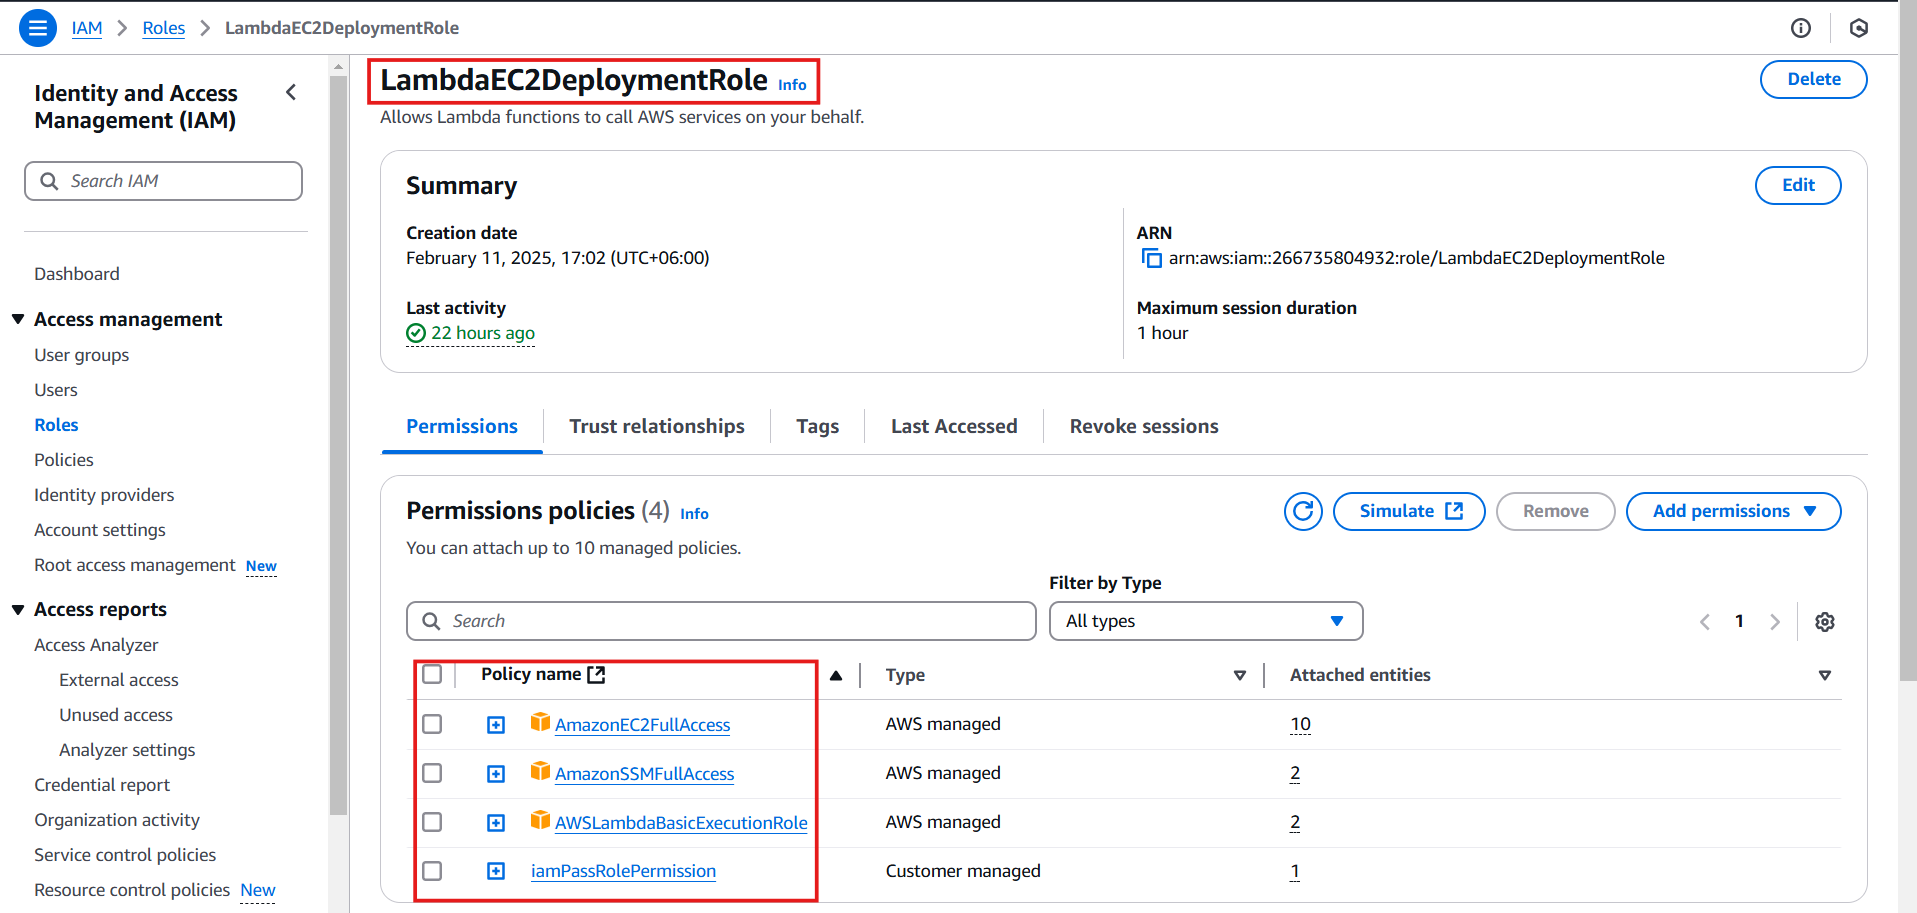 IAM > Roles > LambdaEC2DeploymentRole
Identity and Access
Management (IAM)
Search IAM
Dashboard
Access management
User groups
Users
Roles
Policies
Identity providers
Account settings
Root access management New
Access reports
Access Analyzer
External access
Unused access
Analyzer settings
Credential report
Organization activity
Service control policies
Resource control policies New
LambdaEC2DeploymentRole Info
Delete
Allows Lambda functions to call AWS services on your behalf.
Summary
Edit
Creation date
February 11, 2025, 17:02 (UTC+06:00)
ARN
arn:aws:iam::266735804932:role/LambdaEC2DeploymentRole
Last activity
22 hours ago
Maximum session duration
1 hour
Permissions Trust relationships Tags Last Accessed Revoke sessions
Permissions policies (4) Info
Simulate Remove Add permissions
You can attach up to 10 managed policies.
Filter by Type
Search All types 1
Policy name Type Attached entities
AmazonEC2FullAccess AWS managed 10
AmazonSSMFullAccess AWS managed 2
AWSLambdaBasicExecutionRole AWS managed 2
iamPassRolePermission Customer managed 1